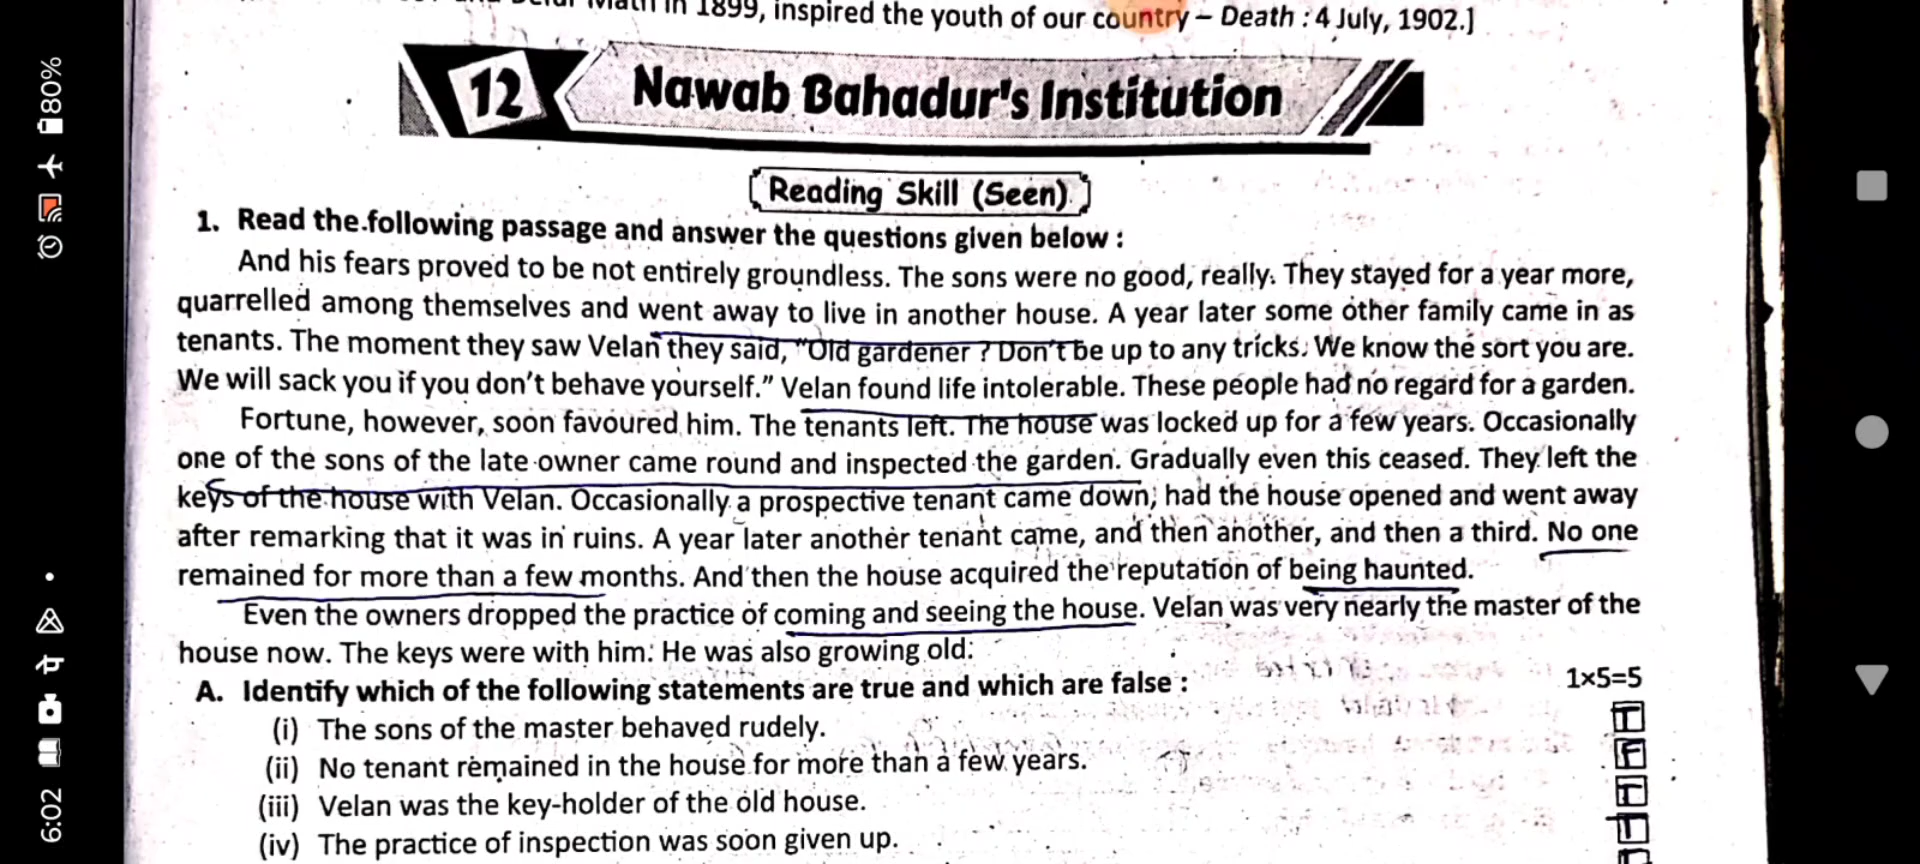 Math in 1899, inspired the youth of our country – Death : 4 July, 1902.]
12 Nawab Bahadur's Institution
Reading Skill (Seen)
1. Read the following passage and answer the questions given below :
And his fears proved to be not entirely groundless. The sons were no good, really. They stayed for a year more,
quarrelled among themselves and went away to live in another house. A year later some other family came in as
tenants. The moment they saw Velan they said, "Old gardener ? Don't be up to any tricks. We know the sort you are.
We will sack you if you don't behave yourself." Velan found life intolerable. These people had no regard for a garden.
Fortune, however, soon favoured him. The tenants left. The house was locked up for a few years. Occasionally
one of the sons of the late owner came round and inspected the garden. Gradually even this ceased. They left the
keys of the house with Velan. Occasionally a prospective tenant came down, had the house opened and went away
after remarking that it was in ruins. A year later another tenant came, and then another, and then a third. No one
remained for more than a few months. And then the house acquired the reputation of being haunted.
Even the owners dropped the practice of coming and seeing the house. Velan was very nearly the master of the
house now. The keys were with him. He was also growing old.
A. Identify which of the following statements are true and which are false : 1×5=5
(i) The sons of the master behaved rudely. T
(ii) No tenant remained in the house for more than a few years. F
(iii) Velan was the key-holder of the old house. T
(iv) The practice of inspection was soon given up. T
80%
6:02